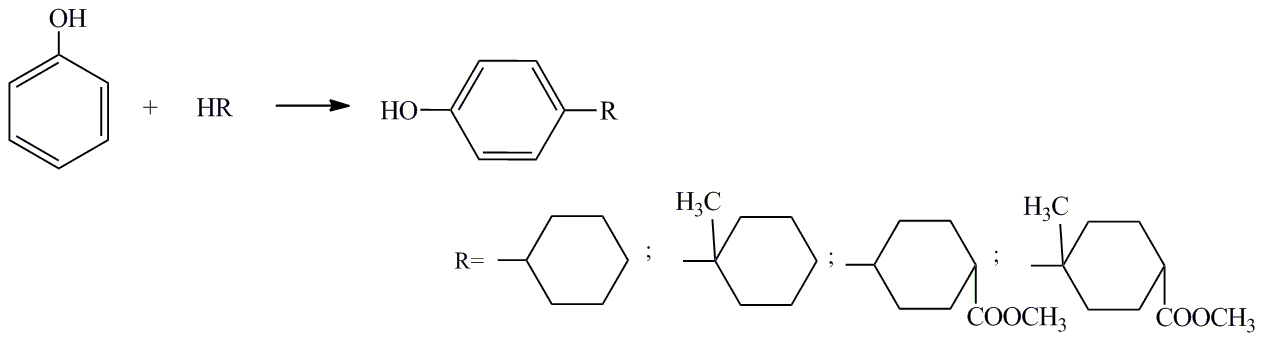 OH
+ HR HO R
H₃C H₃C
R= ; ; ;
COOCH₃ COOCH₃